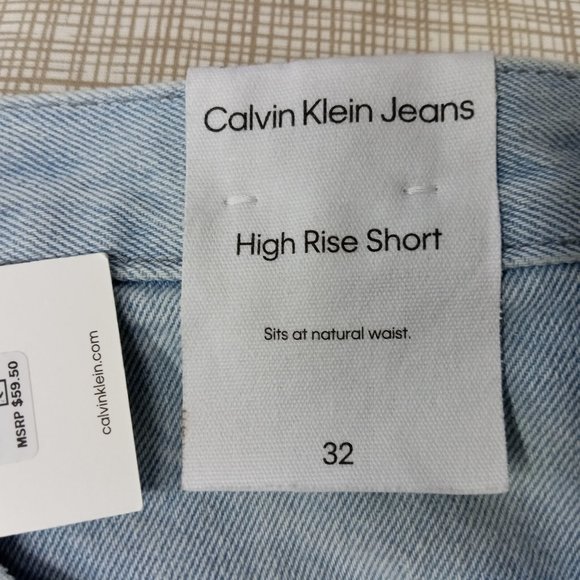 Calvin Klein Jeans
High Rise Short
Sits at natural waist.
32
calvinklein.com
MSRP $59.50